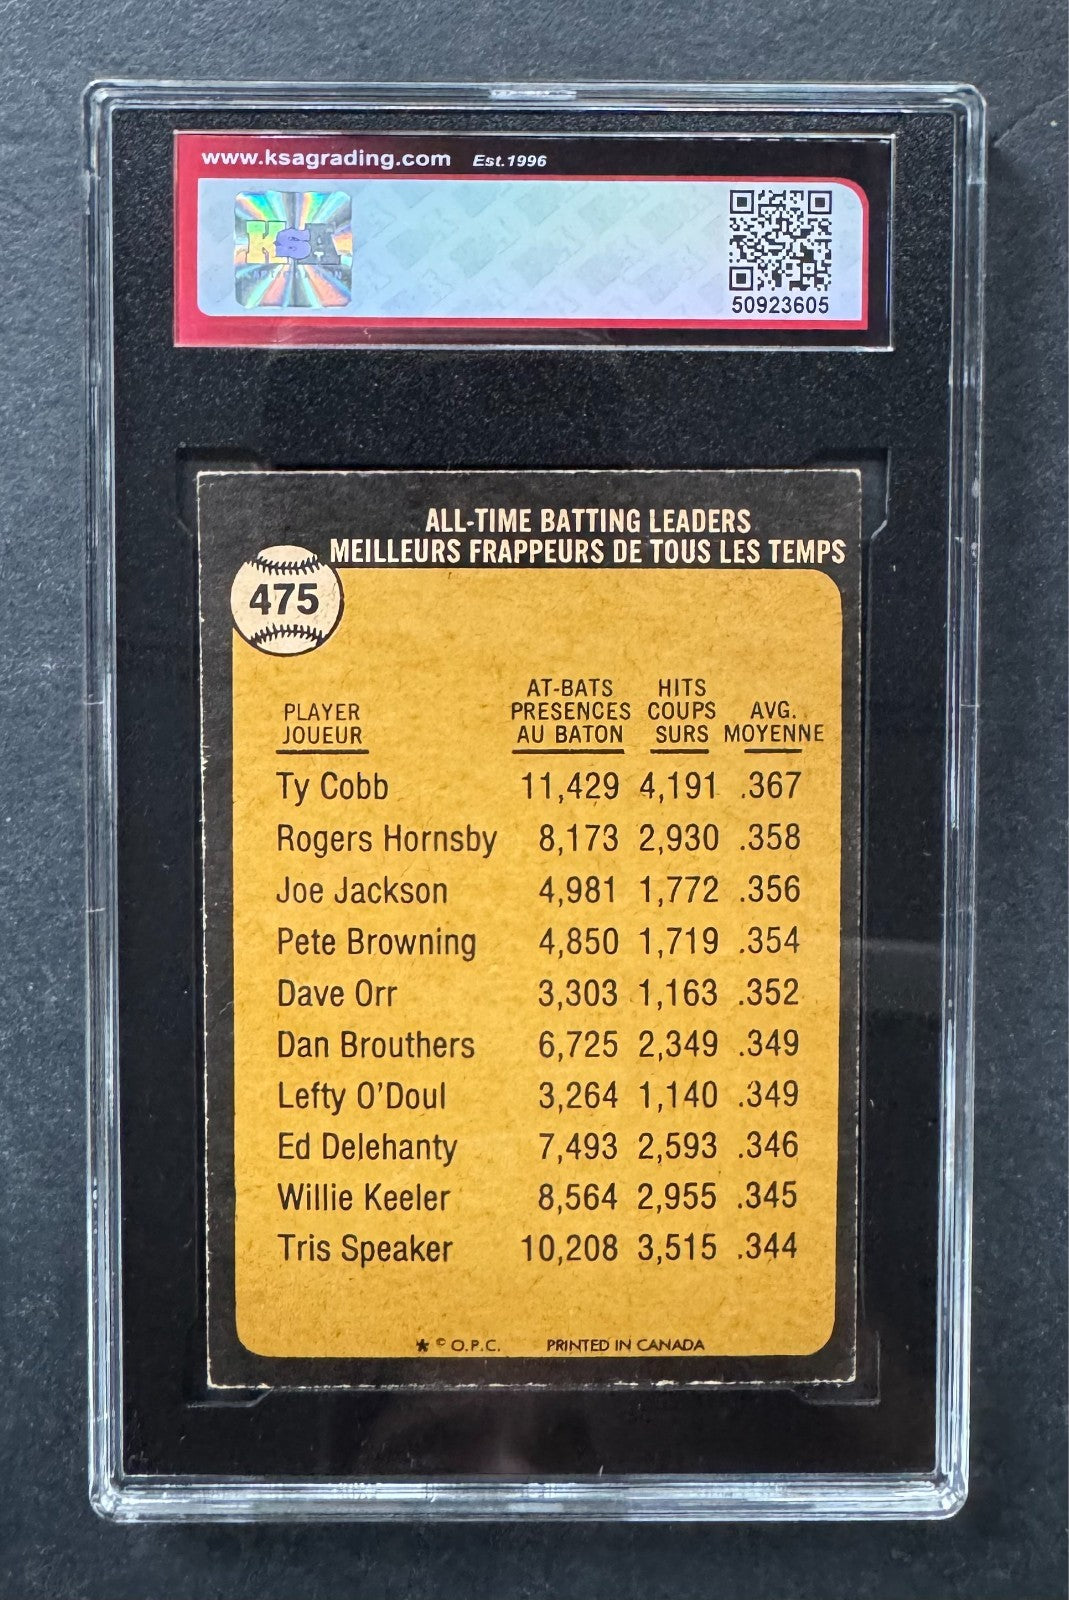 www.ksagrading.com Est.1996
KSA
50923605
ALL-TIME BATTING LEADERS
MEILLEURS FRAPPEURS DE TOUS LES TEMPS
475
PLAYER
JOUEUR
AT-BATS
PRESENCES
AU BATON
HITS
COUPS
SURS
AVG.
MOYENNE
Ty Cobb 11,429 4,191 .367
Rogers Hornsby 8,173 2,930 .358
Joe Jackson 4,981 1,772 .356
Pete Browning 4,850 1,719 .354
Dave Orr 3,303 1,163 .352
Dan Brouthers 6,725 2,349 .349
Lefty O'Doul 3,264 1,140 .349
Ed Delehanty 7,493 2,593 .346
Willie Keeler 8,564 2,955 .345
Tris Speaker 10,208 3,515 .344
* © O.P.C. PRINTED IN CANADA